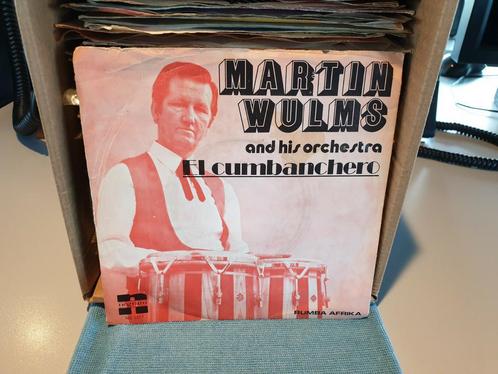 MARTIN
WULMS
and his orchestra
El cumbanchero
RUMBA AFRIKA